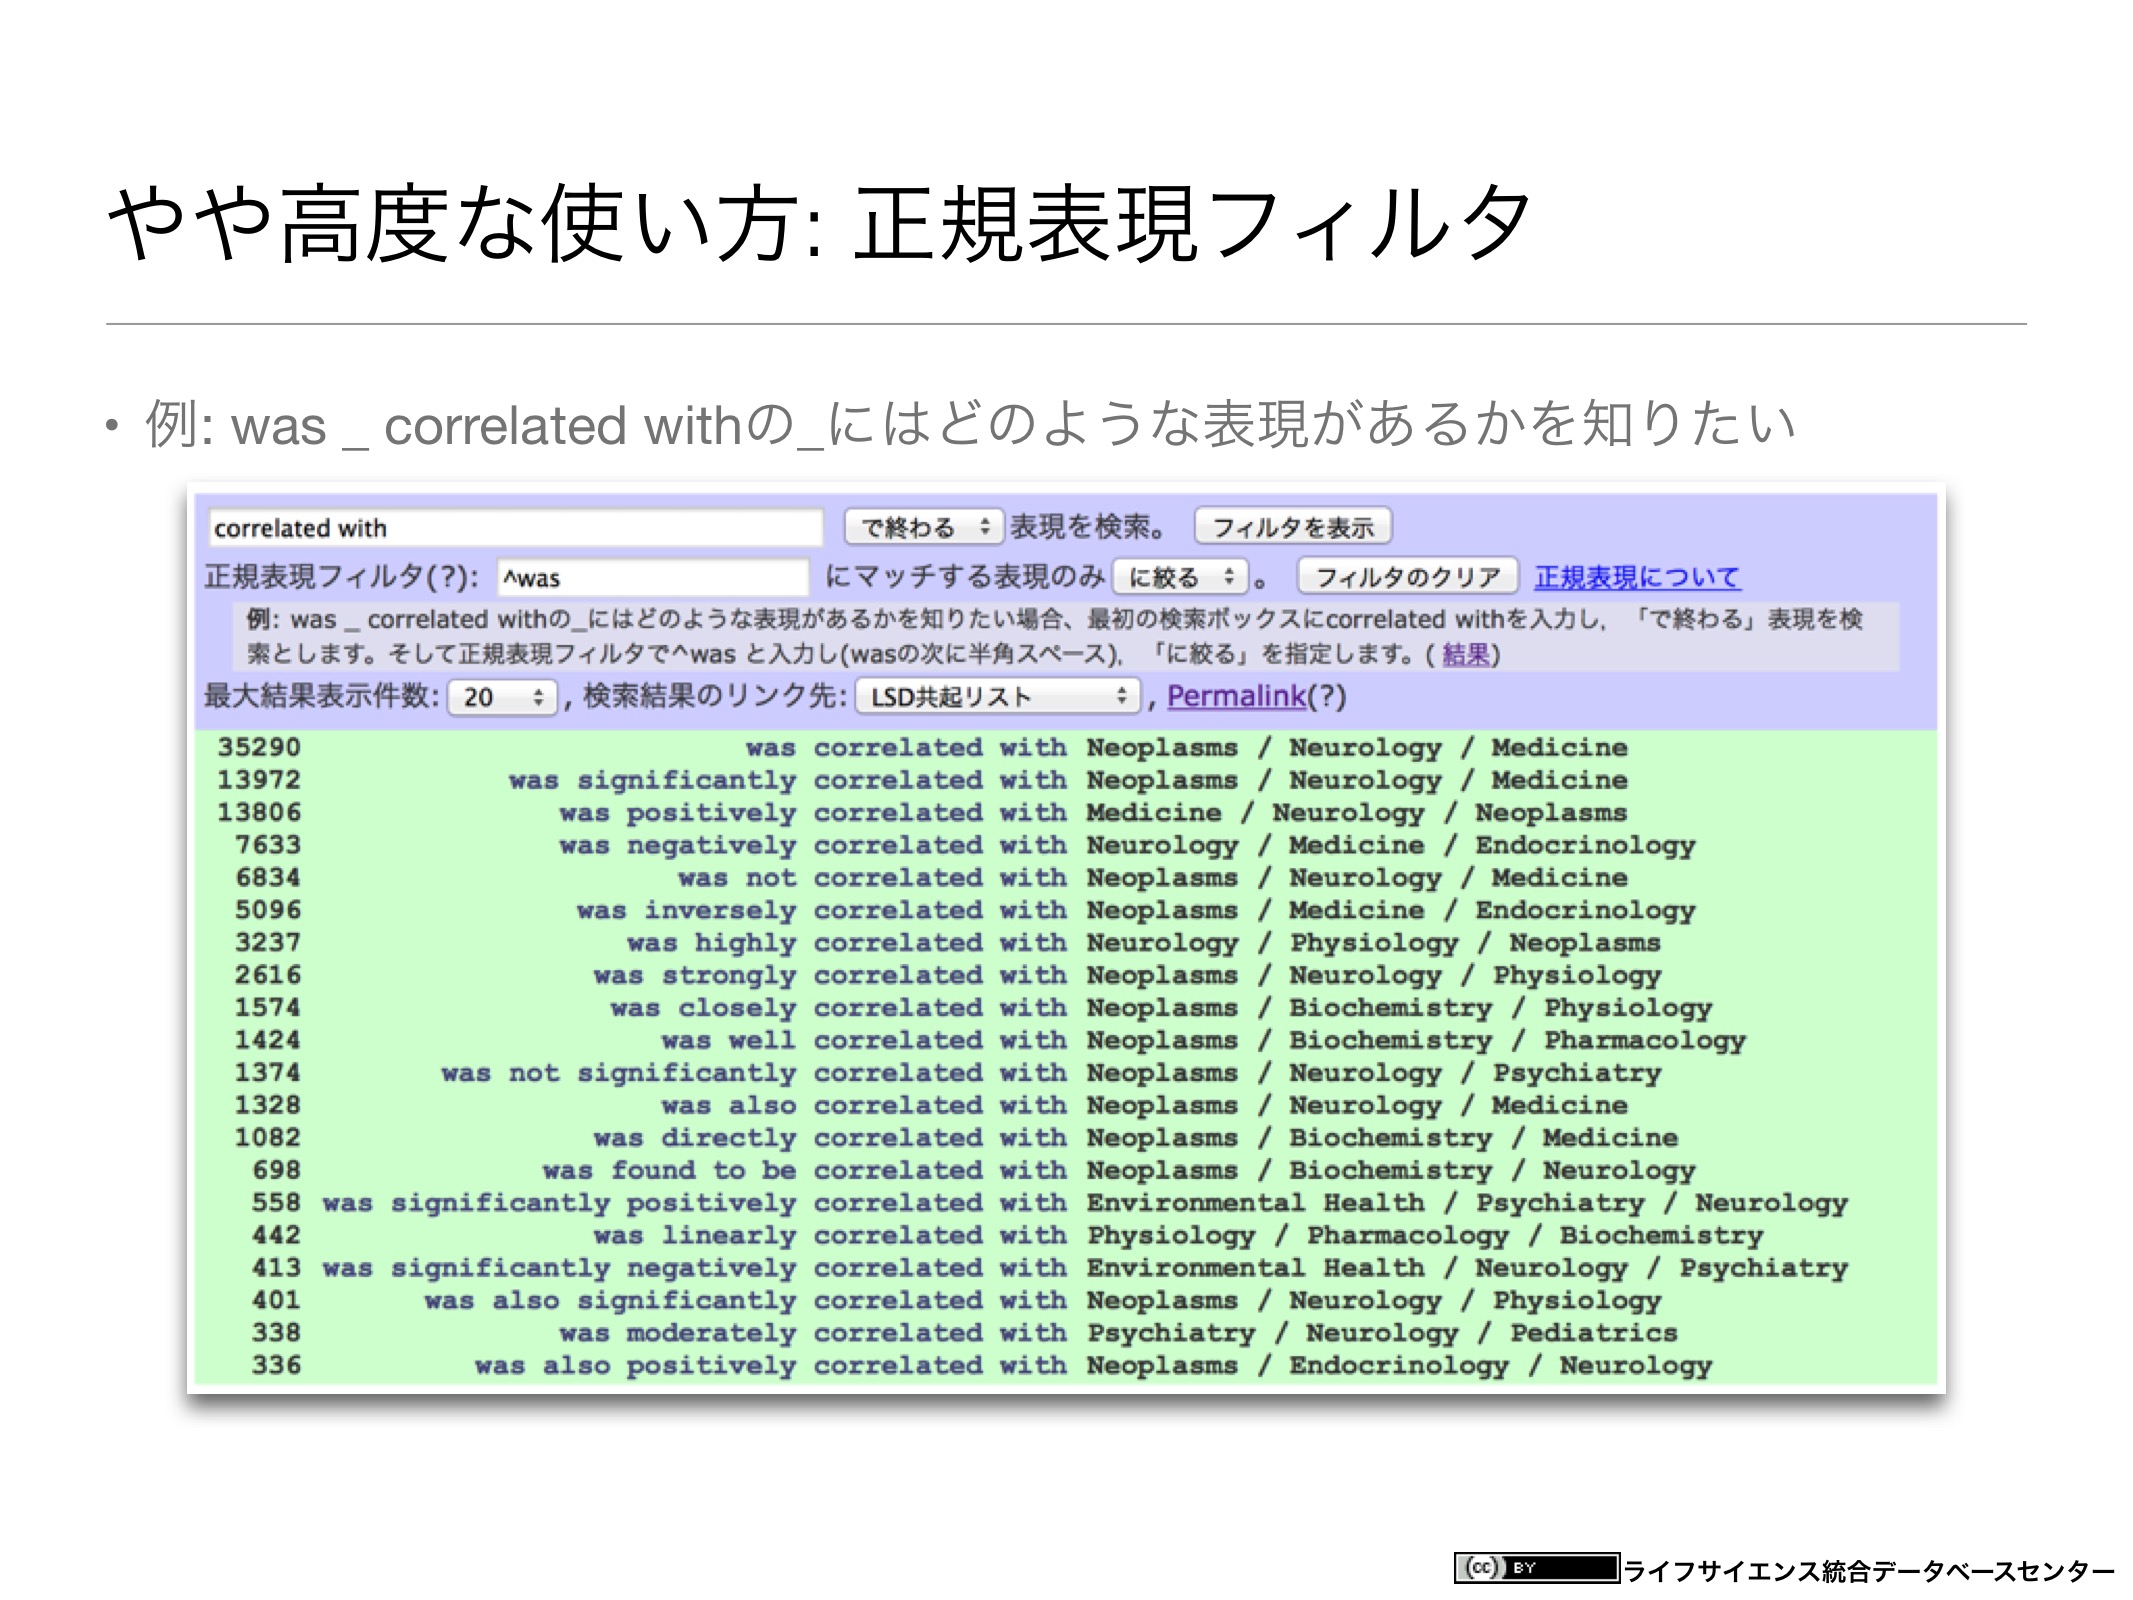 やや高度な使い方: 正規表現フィルタ
• 例: was _ correlated withの_にはどのような表現があるかを知りたい
correlated with で終わる 表現を検索。 フィルタを表示
正規表現フィルタ(?): ^was にマッチする表現のみ に絞る 。 フィルタのクリア 正規表現について
例: was _ correlated withの_にはどのような表現があるかを知りたい場合、最初の検索ボックスにcorrelated withを入力し, 「で終わる」表現を検
索とします。そして正規表現フィルタで^was と入力し(wasの次に半角スペース), 「に絞る」を指定します。( 結果)
最大結果表示件数: 20 , 検索結果のリンク先: LSD共起リスト , Permalink(?)
35290 was correlated with Neoplasms / Neurology / Medicine
13972 was significantly correlated with Neoplasms / Neurology / Medicine
13806 was positively correlated with Medicine / Neurology / Neoplasms
7633 was negatively correlated with Neurology / Medicine / Endocrinology
6834 was not correlated with Neoplasms / Neurology / Medicine
5096 was inversely correlated with Neoplasms / Medicine / Endocrinology
3237 was highly correlated with Neurology / Physiology / Neoplasms
2616 was strongly correlated with Neoplasms / Neurology / Physiology
1574 was closely correlated with Neoplasms / Biochemistry / Physiology
1424 was well correlated with Neoplasms / Biochemistry / Pharmacology
1374 was not significantly correlated with Neoplasms / Neurology / Psychiatry
1328 was also correlated with Neoplasms / Neurology / Medicine
1082 was directly correlated with Neoplasms / Biochemistry / Medicine
698 was found to be correlated with Neoplasms / Biochemistry / Neurology
558 was significantly positively correlated with Environmental Health / Psychiatry / Neurology
442 was linearly correlated with Physiology / Pharmacology / Biochemistry
413 was significantly negatively correlated with Environmental Health / Neurology / Psychiatry
401 was also significantly correlated with Neoplasms / Neurology / Physiology
338 was moderately correlated with Psychiatry / Neurology / Pediatrics
336 was also positively correlated with Neoplasms / Endocrinology / Neurology
(cc) BY ライフサイエンス統合データベースセンター